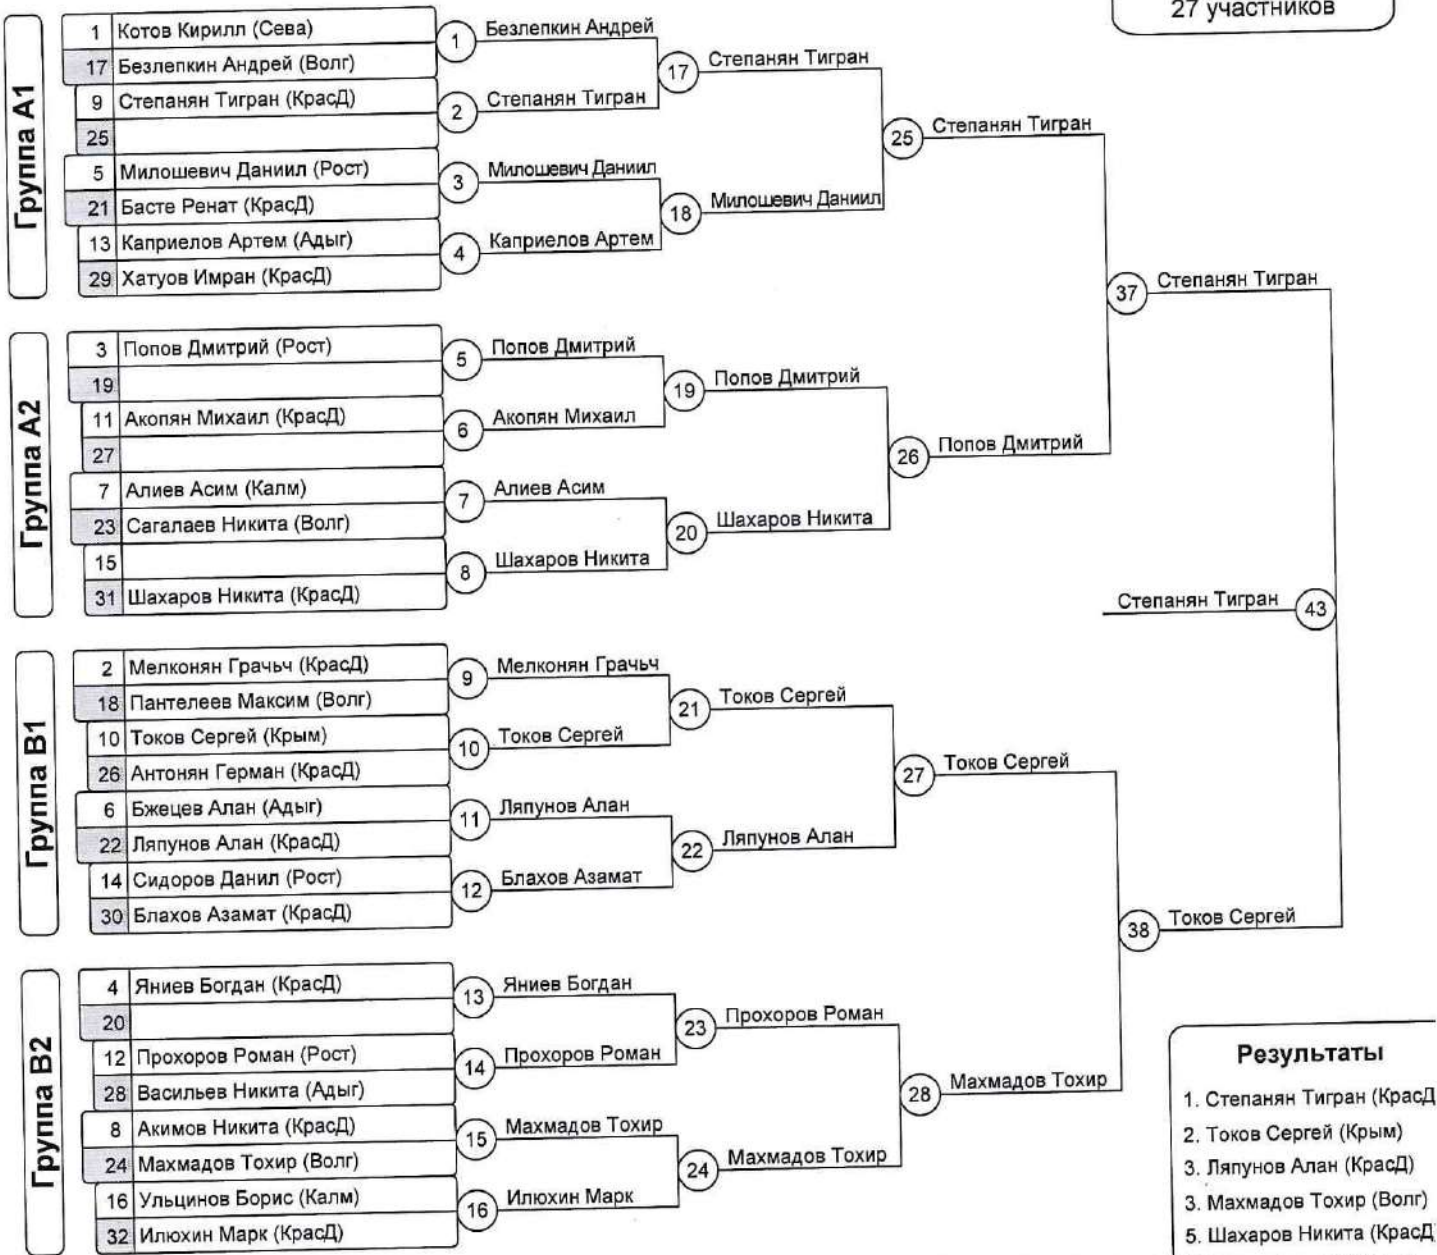 27 участников
Группа A1
1 Котов Кирилл (Сева)
17 Безлепкин Андрей (Волг)
9 Степанян Тигран (КрасД)
25
5 Милошевич Даниил (Рост)
21 Басте Ренат (КрасД)
13 Каприелов Артем (Адыг)
29 Хатуов Имран (КрасД)
1 Безлепкин Андрей
2 Степанян Тигран
3 Милошевич Даниил
4 Каприелов Артем
17 Степанян Тигран
18 Милошевич Даниил
25 Степанян Тигран
Группа A2
3 Попов Дмитрий (Рост)
19
11 Акопян Михаил (КрасД)
27
7 Алиев Асим (Калм)
23 Сагалаев Никита (Волг)
15
31 Шахаров Никита (КрасД)
5 Попов Дмитрий
6 Акопян Михаил
7 Алиев Асим
8 Шахаров Никита
19 Попов Дмитрий
20 Шахаров Никита
26 Попов Дмитрий
37 Степанян Тигран
Группа B1
2 Мелконян Грачьч (КрасД)
18 Пантелеев Максим (Волг)
10 Токов Сергей (Крым)
26 Антонян Герман (КрасД)
6 Бжецев Алан (Адыг)
22 Ляпунов Алан (КрасД)
14 Сидоров Данил (Рост)
30 Блахов Азамат (КрасД)
9 Мелконян Грачьч
10 Токов Сергей
11 Ляпунов Алан
12 Блахов Азамат
21 Токов Сергей
22 Ляпунов Алан
27 Токов Сергей
Группа B2
4 Яниев Богдан (КрасД)
20
12 Прохоров Роман (Рост)
28 Васильев Никита (Адыг)
8 Акимов Никита (КрасД)
24 Махмадов Тохир (Волг)
16 Ульцинов Борис (Калм)
32 Илюхин Марк (КрасД)
13 Яниев Богдан
14 Прохоров Роман
15 Махмадов Тохир
16 Илюхин Марк
23 Прохоров Роман
24 Махмадов Тохир
28 Махмадов Тохир
38 Токов Сергей
Степанян Тигран 43
Результаты
1. Степанян Тигран (КрасД
2. Токов Сергей (Крым)
3. Ляпунов Алан (КрасД)
3. Махмадов Тохир (Волг)
5. Шахаров Никита (КрасД